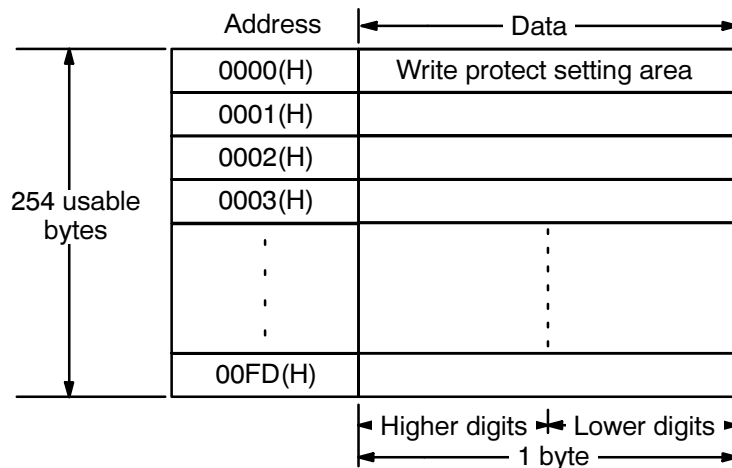 Address Data
0000(H) Write protect setting area
0001(H)
0002(H)
0003(H)
254 usable
bytes
00FD(H)
Higher digits Lower digits
1 byte